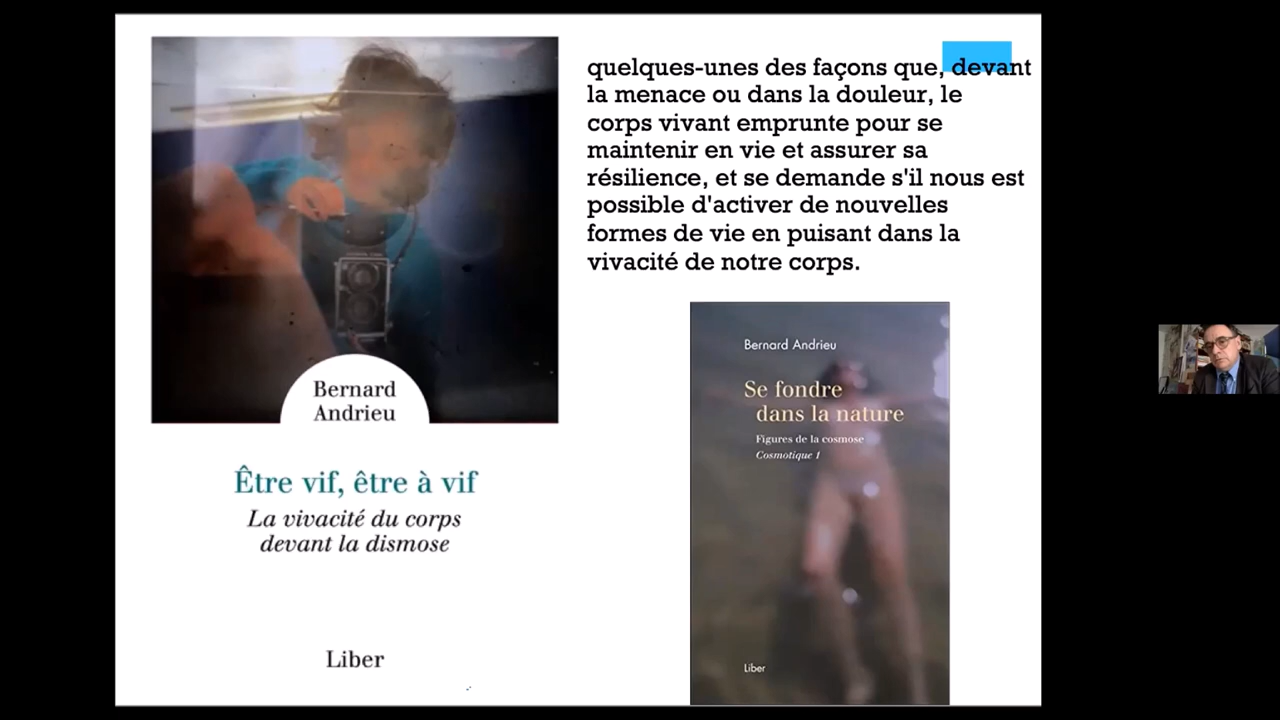 quelques-unes des façons que, devant
la menace ou dans la douleur, le
corps vivant emprunte pour se
maintenir en vie et assurer sa
résilience, et se demande s'il nous est
possible d'activer de nouvelles
formes de vie en puisant dans la
vivacité de notre corps.
Bernard
Andrieu
Être vif, être à vif
La vivacité du corps
devant la dismose
Liber
Bernard Andrieu
Se fondre
dans la nature
Figures de la cosmose
Cosmotique 1
Liber